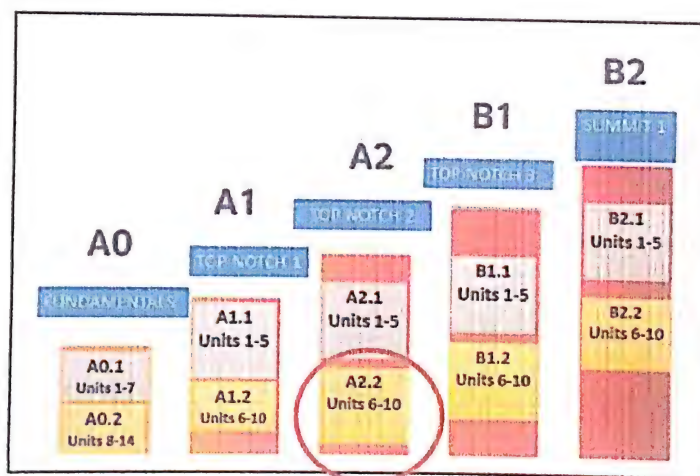 A0
FUNDAMENTALS
A0.1
Units 1-7
A0.2
Units 8-14
A1
TOP NOTCH 1
A1.1
Units 1-5
A1.2
Units 6-10
A2
TOP NOTCH 2
A2.1
Units 1-5
A2.2
Units 6-10
B1
TOP NOTCH 3
B1.1
Units 1-5
B1.2
Units 6-10
B2
SUMMIT 1
B2.1
Units 1-5
B2.2
Units 6-10